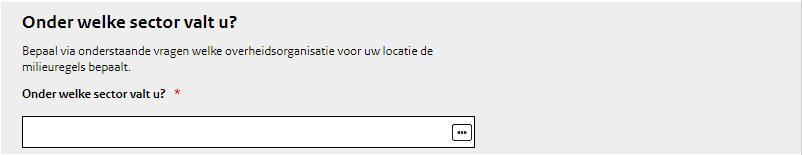 Onder welke sector valt u?
Bepaal via onderstaande vragen welke overheidsorganisatie voor uw locatie de
milieuregels bepaalt.
Onder welke sector valt u? *